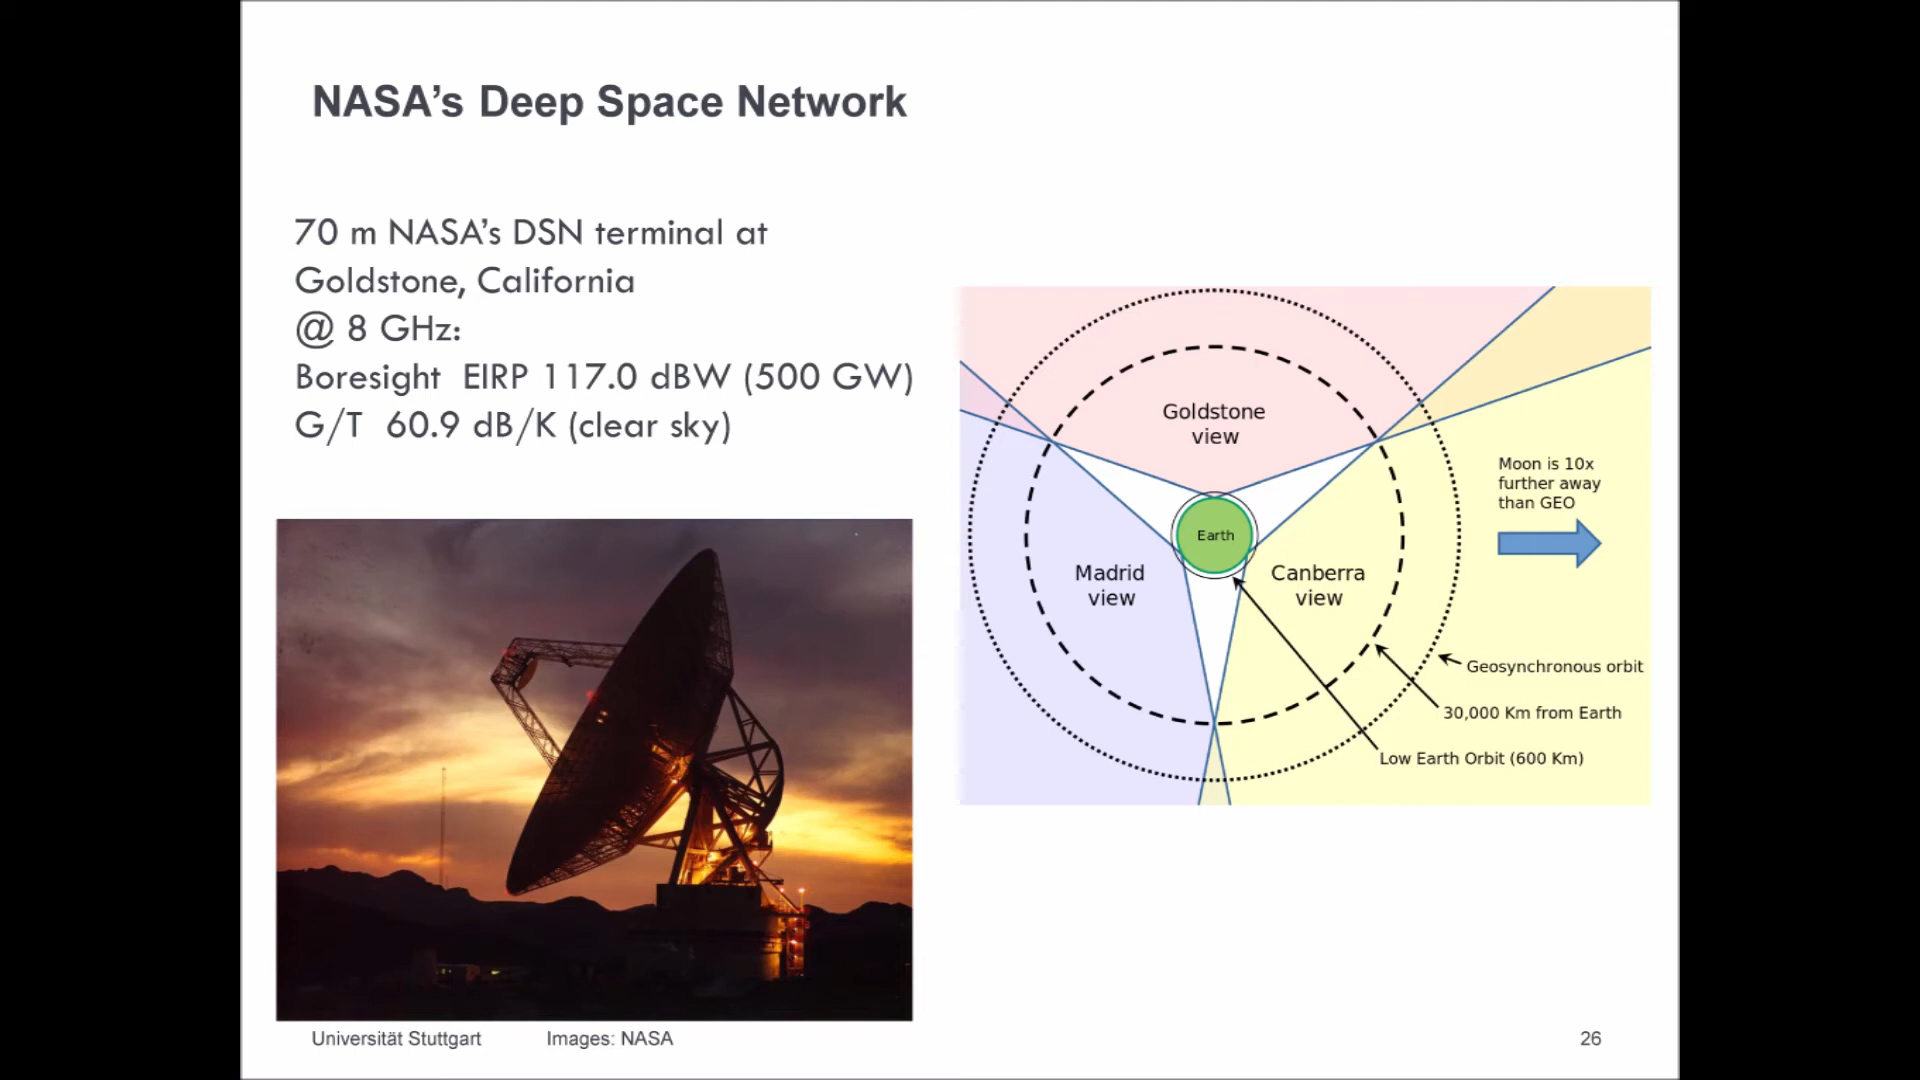 NASA’s Deep Space Network
70 m NASA’s DSN terminal at
Goldstone, California
@ 8 GHz:
Boresight EIRP 117.0 dBW (500 GW)
G/T 60.9 dB/K (clear sky)
Goldstone
view
Moon is 10x
further away
than GEO
Earth
Madrid
view
Canberra
view
Geosynchronous orbit
30,000 Km from Earth
Low Earth Orbit (600 Km)
Universität Stuttgart
Images: NASA
26